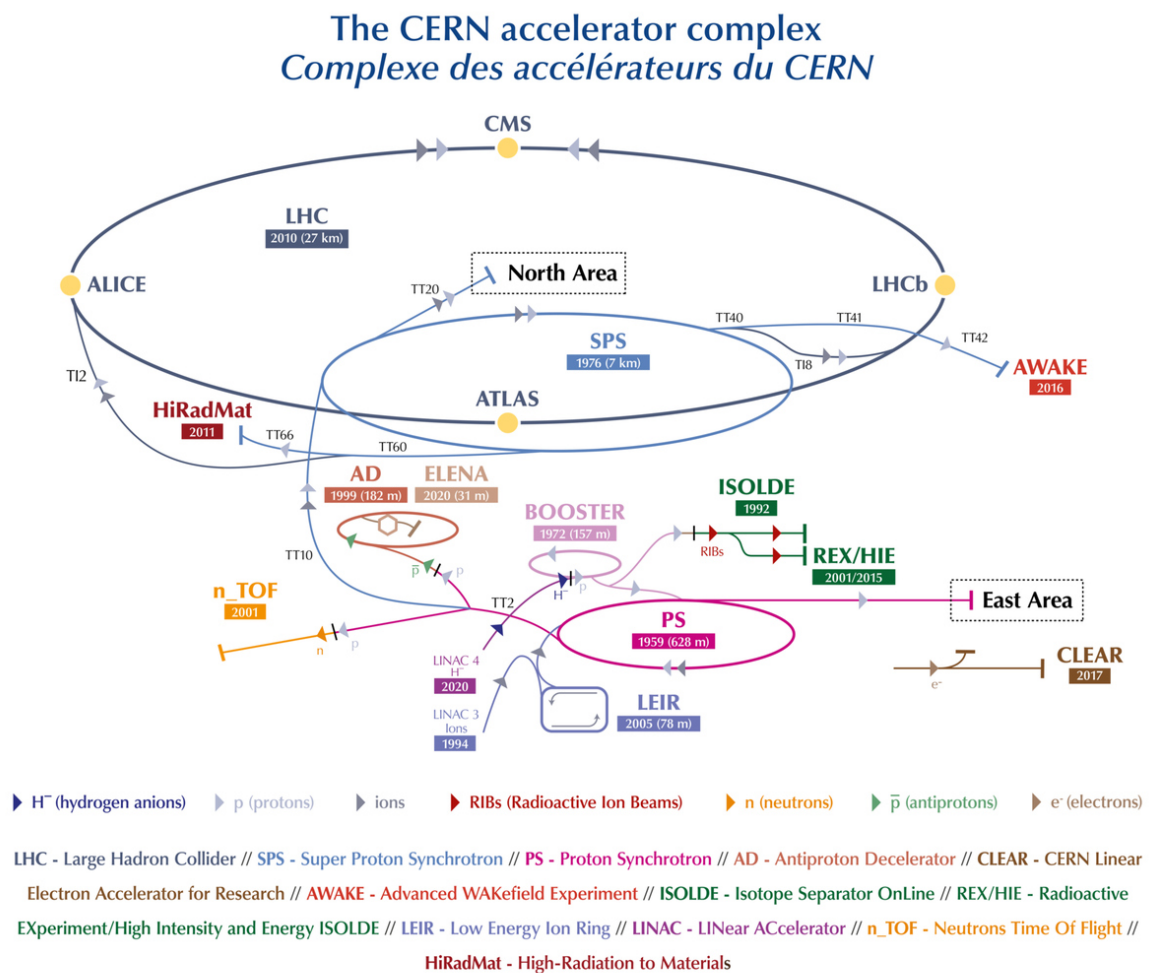 The CERN accelerator complex
Complexe des accélérateurs du CERN
CMS
LHC
2010 (27 km)
ALICE
LHCb
North Area
TT20
SPS
1976 (7 km)
TT40
TT41
TT42
TI8
AWAKE
2016
TI2
ATLAS
HiRadMat
2011
TT66
TT60
AD
1999 (182 m)
ELENA
2020 (31 m)
ISOLDE
1992
BOOSTER
1972 (157 m)
RIBs
REX/HIE
2001/2015
TT10
p̅
p
H⁻
p
n_TOF
2001
n
p
TT2
East Area
PS
1959 (628 m)
LINAC 4
H⁻
2020
LINAC 3
Ions
1994
LEIR
2005 (78 m)
e-
CLEAR
2017
H⁻ (hydrogen anions)
p (protons)
ions
RIBs (Radioactive Ion Beams)
n (neutrons)
p̅ (antiprotons)
e- (electrons)
LHC - Large Hadron Collider // SPS - Super Proton Synchrotron // PS - Proton Synchrotron // AD - Antiproton Decelerator // CLEAR - CERN Linear
Electron Accelerator for Research // AWAKE - Advanced WAKefield Experiment // ISOLDE - Isotope Separator OnLine // REX/HIE - Radioactive
EXperiment/High Intensity and Energy ISOLDE // LEIR - Low Energy Ion Ring // LINAC - LINear ACcelerator // n_TOF - Neutrons Time Of Flight //
HiRadMat - High-Radiation to Materials